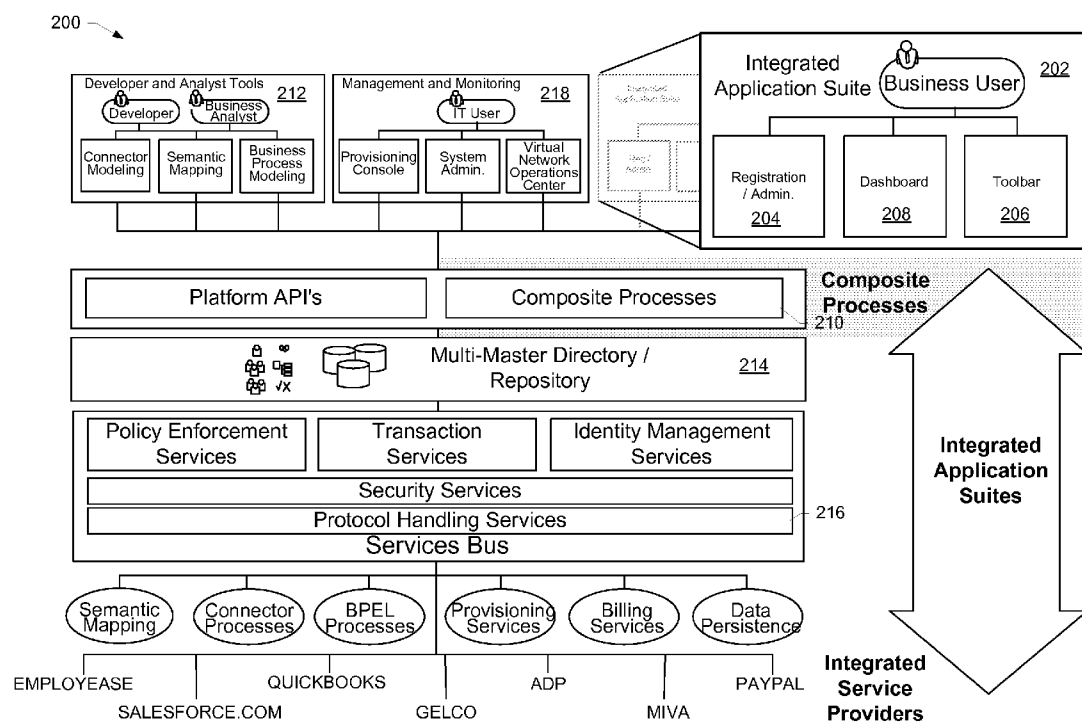 200
Developer and Analyst Tools
212
Developer
Business
Analyst
Connector
Modeling
Semantic
Mapping
Business
Process
Modeling
Management and Monitoring
218
IT User
Provisioning
Console
System
Admin.
Virtual
Network
Operations
Center
Integrated
Application Suite
Reg./
Admin.
Integrated
Application Suite
202
Business User
Registration
/ Admin.
204
Dashboard
208
Toolbar
206
Platform API's
Composite Processes
210
Composite
Processes
Multi-Master Directory /
Repository
214
√X
Policy Enforcement
Services
Transaction
Services
Identity Management
Services
Security Services
Protocol Handling Services
216
Services Bus
Integrated
Application
Suites
Semantic
Mapping
Connector
Processes
BPEL
Processes
Provisioning
Services
Billing
Services
Data
Persistence
EMPLOYEASE
QUICKBOOKS
ADP
PAYPAL
SALESFORCE.COM
GELCO
MIVA
Integrated
Service
Providers